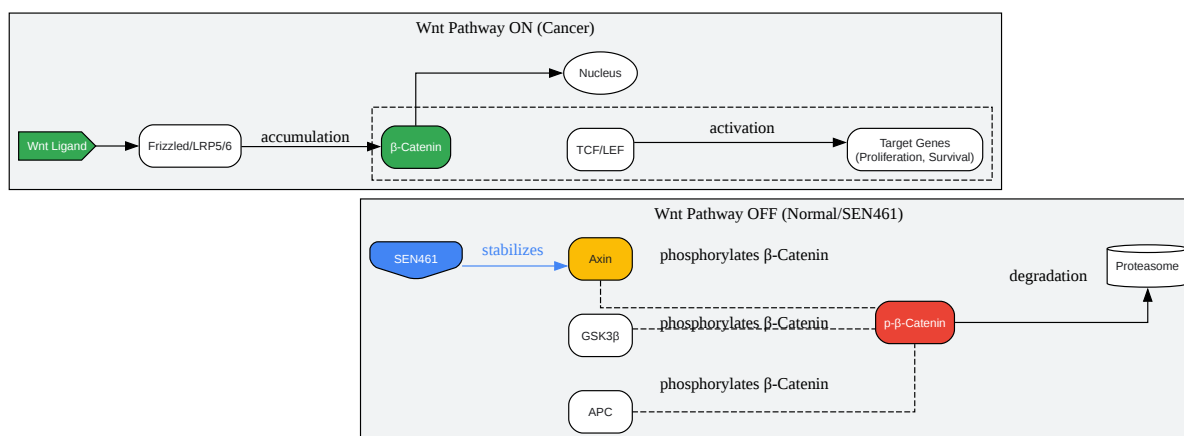 Wnt Pathway ON (Cancer)
Nucleus
Wnt Ligand
Frizzled/LRP5/6
accumulation
β-Catenin
TCF/LEF
activation
Target Genes
(Proliferation, Survival)
Wnt Pathway OFF (Normal/SEN461)
SEN461
stabilizes
Axin
phosphorylates β-Catenin
degradation
Proteasome
GSK3β
phosphorylates β-Catenin
p-β-Catenin
phosphorylates β-Catenin
APC